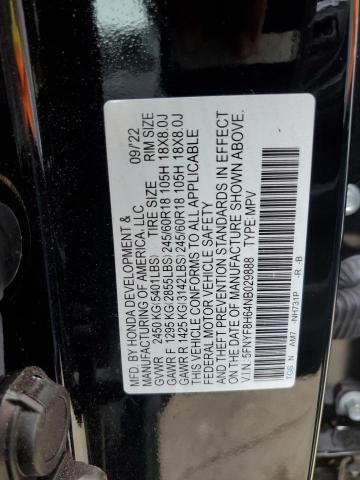 MFD. BY HONDA DEVELOPMENT & 09/'22
MANUFACTURING OF AMERICA, LLC.
GVWR 2450 KG(5401LBS) TIRE SIZE RIM SIZE
GAWR F 1295 KG(2855LBS) 245/60R18 105H 18X8.0J
GAWR R 1425 KG(3142LBS) 245/60R18 105H 18X8.0J
THIS VEHICLE CONFORMS TO ALL APPLICABLE
FEDERAL MOTOR VEHICLE SAFETY
AND THEFT PREVENTION STANDARDS IN EFFECT
ON THE DATE OF MANUFACTURE SHOWN ABOVE.
V.I.N.:5FNYF8H64NB029888 TYPE:MPV
TGS N AM7 NH731P -R -B